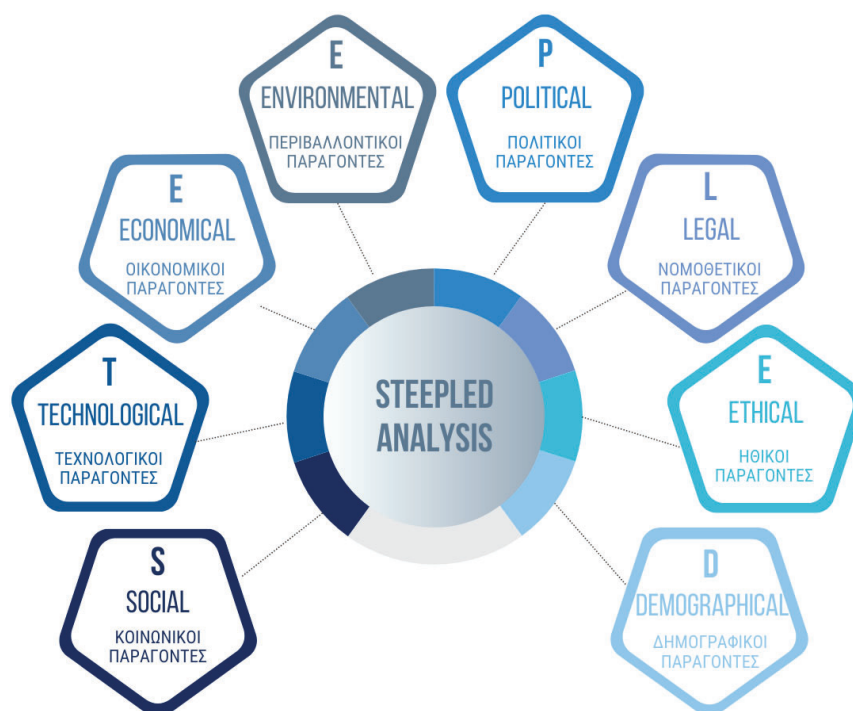 S
SOCIAL
ΚΟΙΝΩΝΙΚΟΙ
ΠΑΡΑΓΟΝΤΕΣ
T
TECHNOLOGICAL
ΤΕΧΝΟΛΟΓΙΚΟΙ
ΠΑΡΑΓΟΝΤΕΣ
E
ECONOMICAL
ΟΙΚΟΝΟΜΙΚΟΙ
ΠΑΡΑΓΟΝΤΕΣ
E
ENVIRONMENTAL
ΠΕΡΙΒΑΛΛΟΝΤΙΚΟΙ
ΠΑΡΑΓΟΝΤΕΣ
P
POLITICAL
ΠΟΛΙΤΙΚΟΙ
ΠΑΡΑΓΟΝΤΕΣ
L
LEGAL
ΝΟΜΟΘΕΤΙΚΟΙ
ΠΑΡΑΓΟΝΤΕΣ
E
ETHICAL
ΗΘΙΚΟΙ
ΠΑΡΑΓΟΝΤΕΣ
D
DEMOGRAPHICAL
ΔΗΜΟΓΡΑΦΙΚΟΙ
ΠΑΡΑΓΟΝΤΕΣ
STEEPLED
ANALYSIS